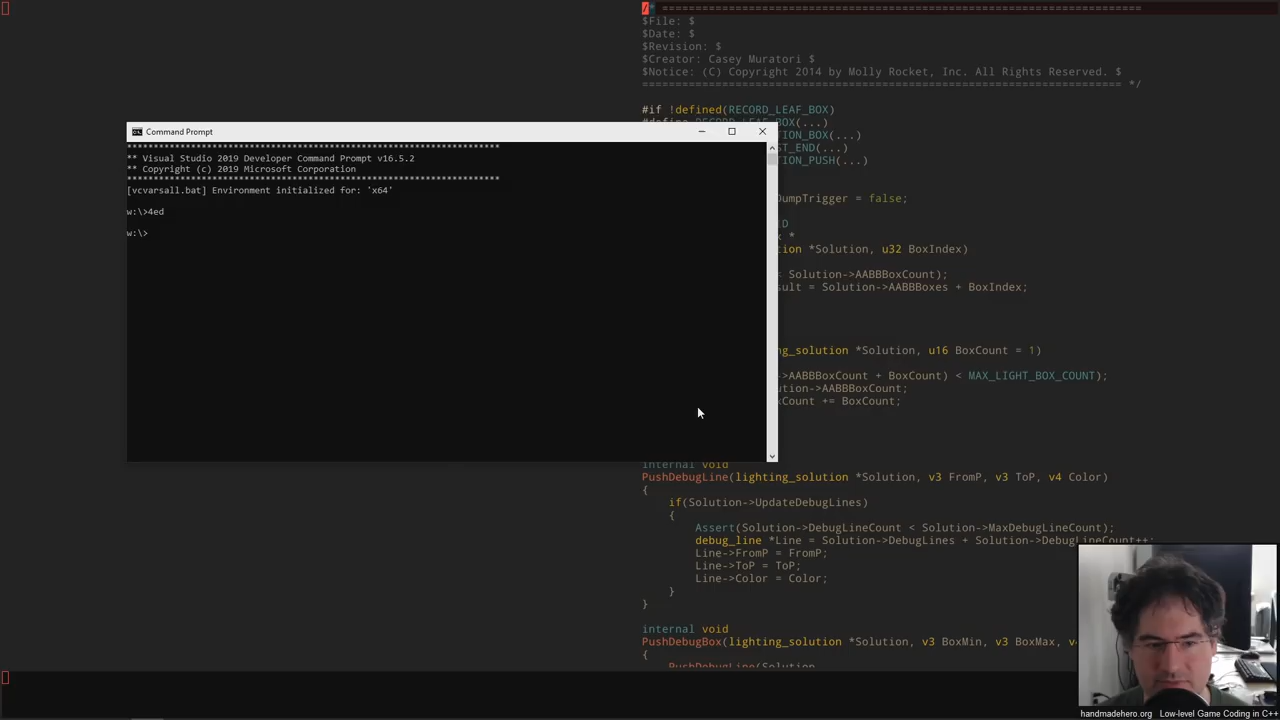 /* ======================================================================
$File: $
$Date: $
$Revision: $
$Creator: Casey Muratori $
$Notice: (C) Copyright 2014 by Molly Rocket, Inc. All Rights Reserved. $
====================================================================== */
#if !defined(RECORD_LEAF_BOX)
Command Prompt
**************************************************************
** Visual Studio 2019 Developer Command Prompt v16.5.2
** Copyright (c) 2019 Microsoft Corporation
**************************************************************
[vcvarsall.bat] Environment initialized for: 'x64'
w:\>4ed
w:\>
TION_BOX(...)
ST_END(...)
TION_PUSH(...)
DumpTrigger = false;
ID
x *
tion *Solution, u32 BoxIndex)
< Solution->AABBBoxCount);
sult = Solution->AABBBoxes + BoxIndex;
ng_solution *Solution, u16 BoxCount = 1)
->AABBBoxCount + BoxCount) < MAX_LIGHT_BOX_COUNT);
ution->AABBBoxCount;
xCount += BoxCount;
internal void
PushDebugLine(lighting_solution *Solution, v3 FromP, v3 ToP, v4 Color)
{
if(Solution->UpdateDebugLines)
{
Assert(Solution->DebugLineCount < Solution->MaxDebugLineCount);
debug_line *Line = Solution->DebugLines + Solution->DebugLineCount++;
Line->FromP = FromP;
Line->ToP = ToP;
Line->Color = Color;
}
}
internal void
PushDebugBox(lighting_solution *Solution, v3 BoxMin, v3 BoxMax, v4
{
PushDebugLine(Solution,
handmadehero.org Low-level Game Coding in C++